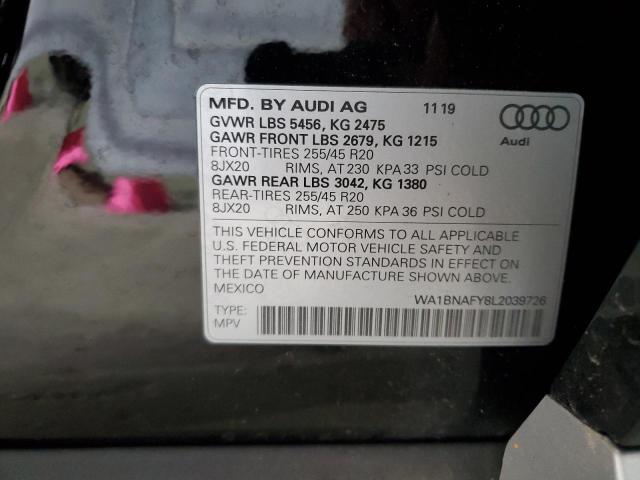 MFD. BY AUDI AG 11 19
GVWR LBS 5456, KG 2475
GAWR FRONT LBS 2679, KG 1215
FRONT-TIRES 255/45 R20
8JX20 RIMS, AT 230 KPA 33 PSI COLD
GAWR REAR LBS 3042, KG 1380
REAR-TIRES 255/45 R20
8JX20 RIMS, AT 250 KPA 36 PSI COLD
Audi
THIS VEHICLE CONFORMS TO ALL APPLICABLE
U.S. FEDERAL MOTOR VEHICLE SAFETY AND
THEFT PREVENTION STANDARDS IN EFFECT ON
THE DATE OF MANUFACTURE SHOWN ABOVE.
MEXICO
WA1BNAFY8L2039726
TYPE:
MPV